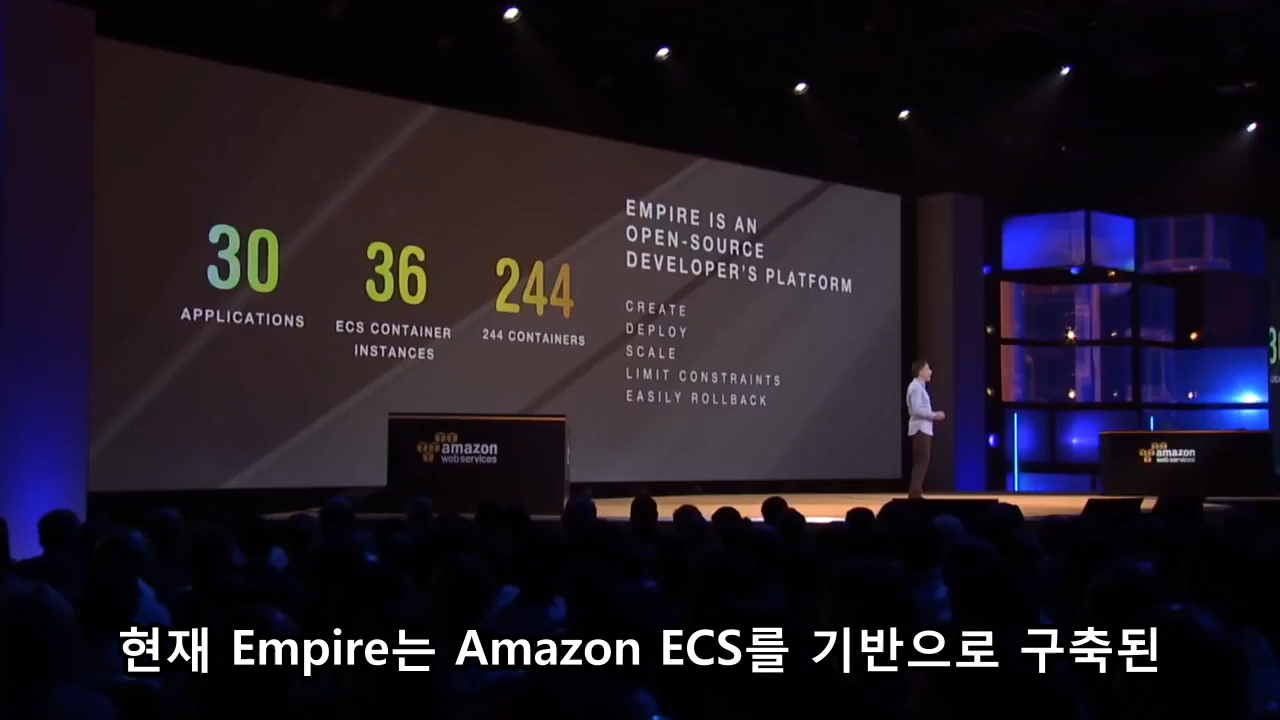 30
APPLICATIONS
36
ECS CONTAINER
INSTANCES
244
244 CONTAINERS
EMPIRE IS AN
OPEN-SOURCE
DEVELOPER'S PLATFORM
CREATE
DEPLOY
SCALE
LIMIT CONSTRAINTS
EASILY ROLLBACK
amazon
web services
amazon
web services
현재 Empire는 Amazon ECS를 기반으로 구축된